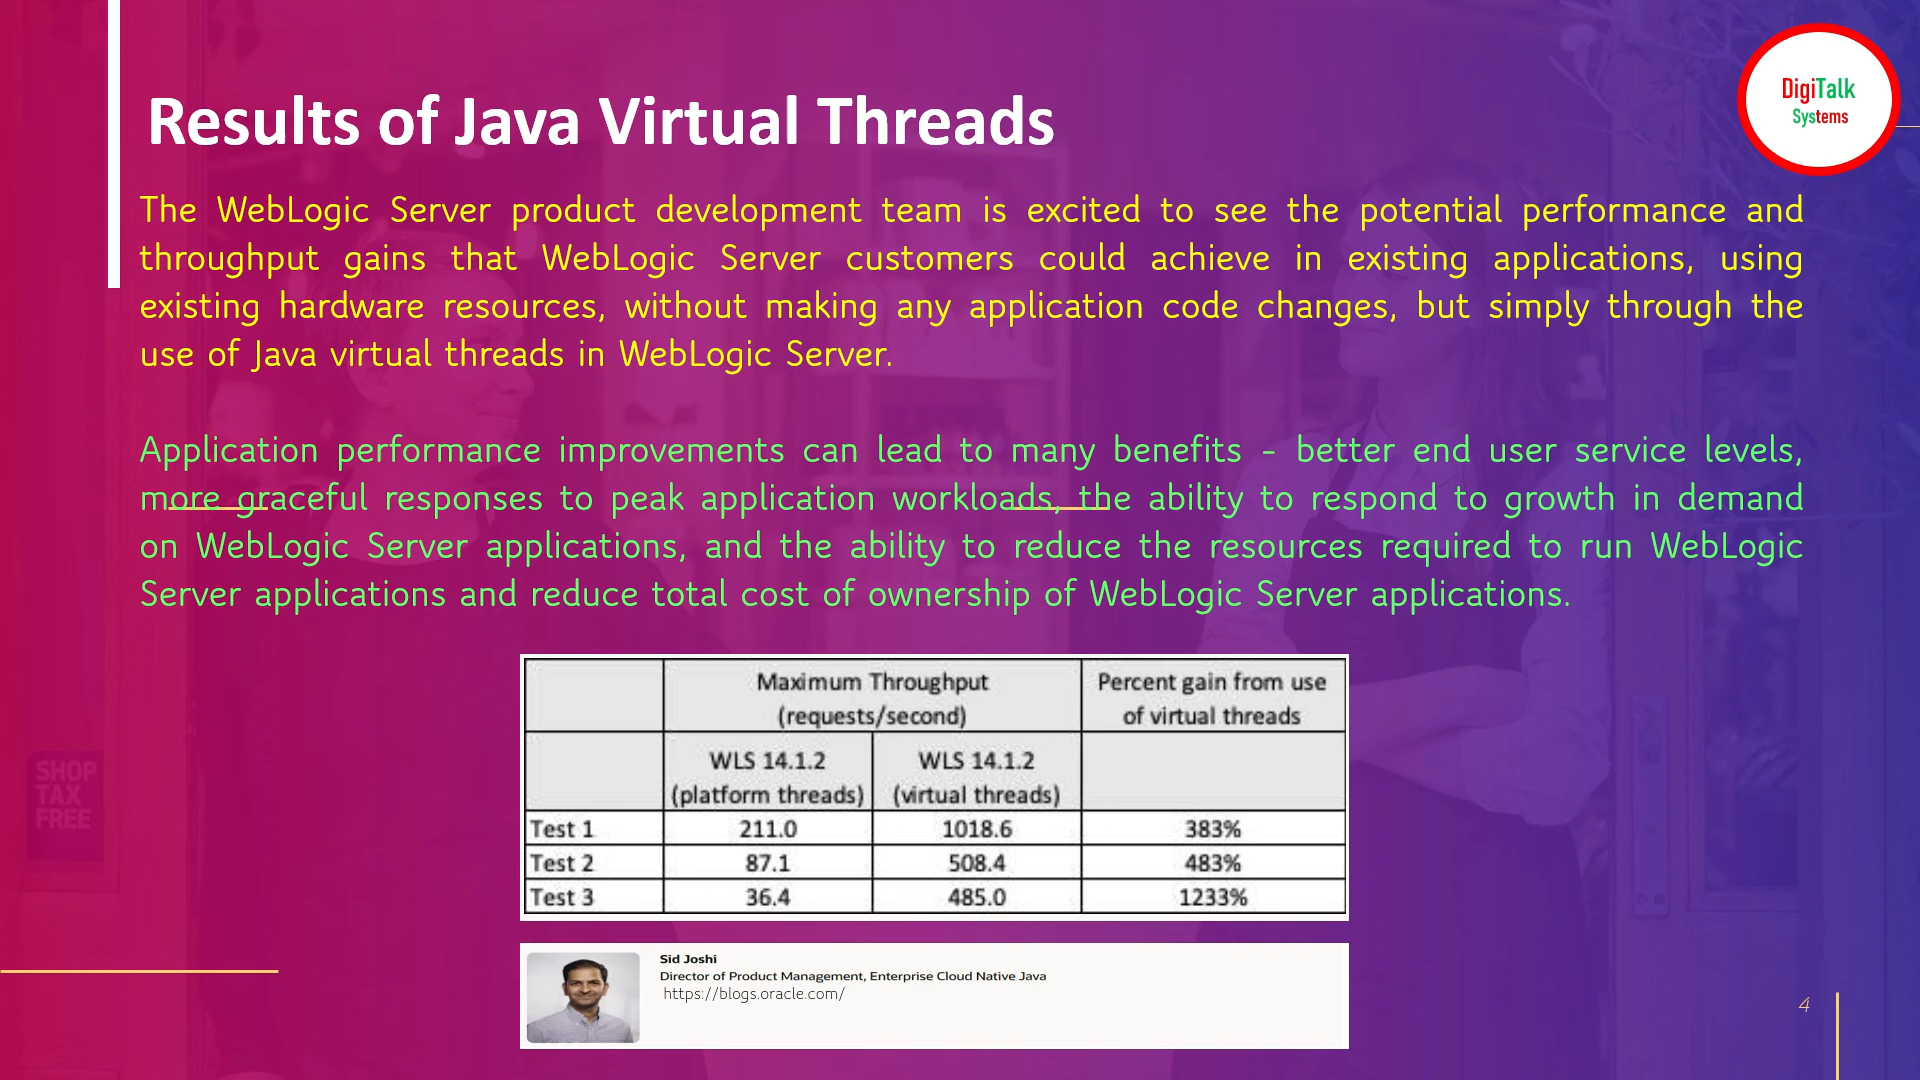 DigiTalk
Systems
Results of Java Virtual Threads
The WebLogic Server product development team is excited to see the potential performance and
throughput gains that WebLogic Server customers could achieve in existing applications, using
existing hardware resources, without making any application code changes, but simply through the
use of Java virtual threads in WebLogic Server.
Application performance improvements can lead to many benefits - better end user service levels,
more graceful responses to peak application workloads, the ability to respond to growth in demand
on WebLogic Server applications, and the ability to reduce the resources required to run WebLogic
Server applications and reduce total cost of ownership of WebLogic Server applications.
Maximum Throughput Percent gain from use
(requests/second) of virtual threads
WLS 14.1.2 WLS 14.1.2
(platform threads) (virtual threads)
Test 1 211.0 1018.6 383%
Test 2 87.1 508.4 483%
Test 3 36.4 485.0 1233%
SHOP
TAX
FREE
Sid Joshi
Director of Product Management, Enterprise Cloud Native Java
https://blogs.oracle.com/
4